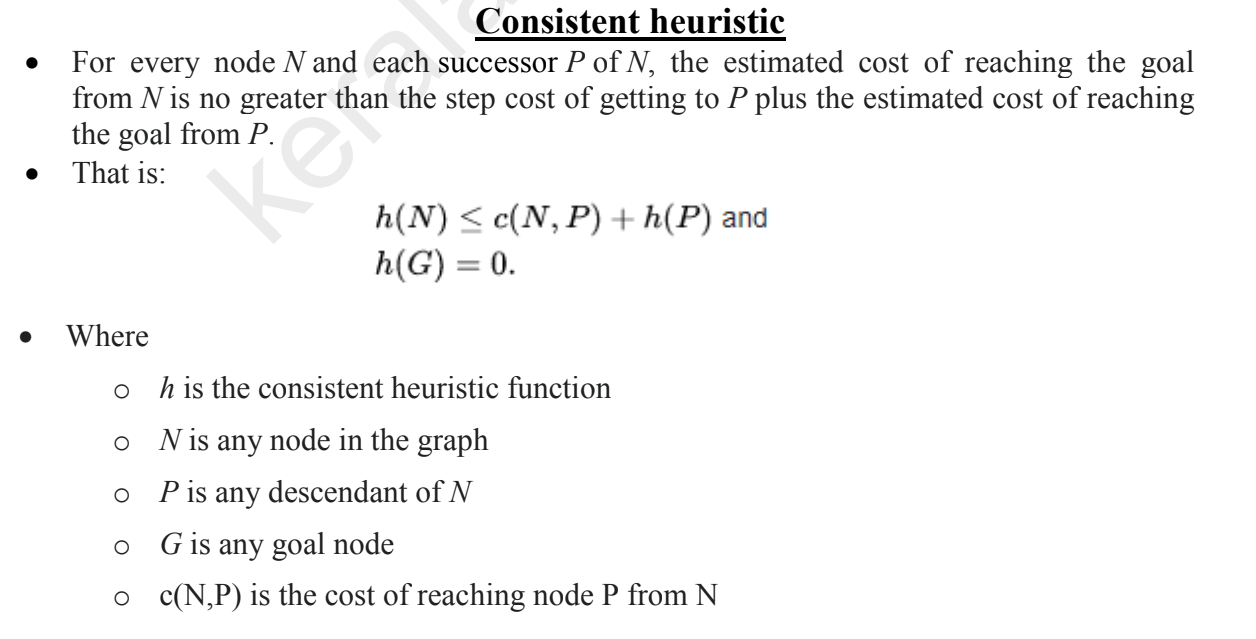 Consistent heuristic
• For every node N and each successor P of N, the estimated cost of reaching the goal
from N is no greater than the step cost of getting to P plus the estimated cost of reaching
the goal from P.
• That is:
h(N) ≤ c(N, P) + h(P) and
h(G) = 0.
• Where
o h is the consistent heuristic function
o N is any node in the graph
o P is any descendant of N
o G is any goal node
o c(N,P) is the cost of reaching node P from N